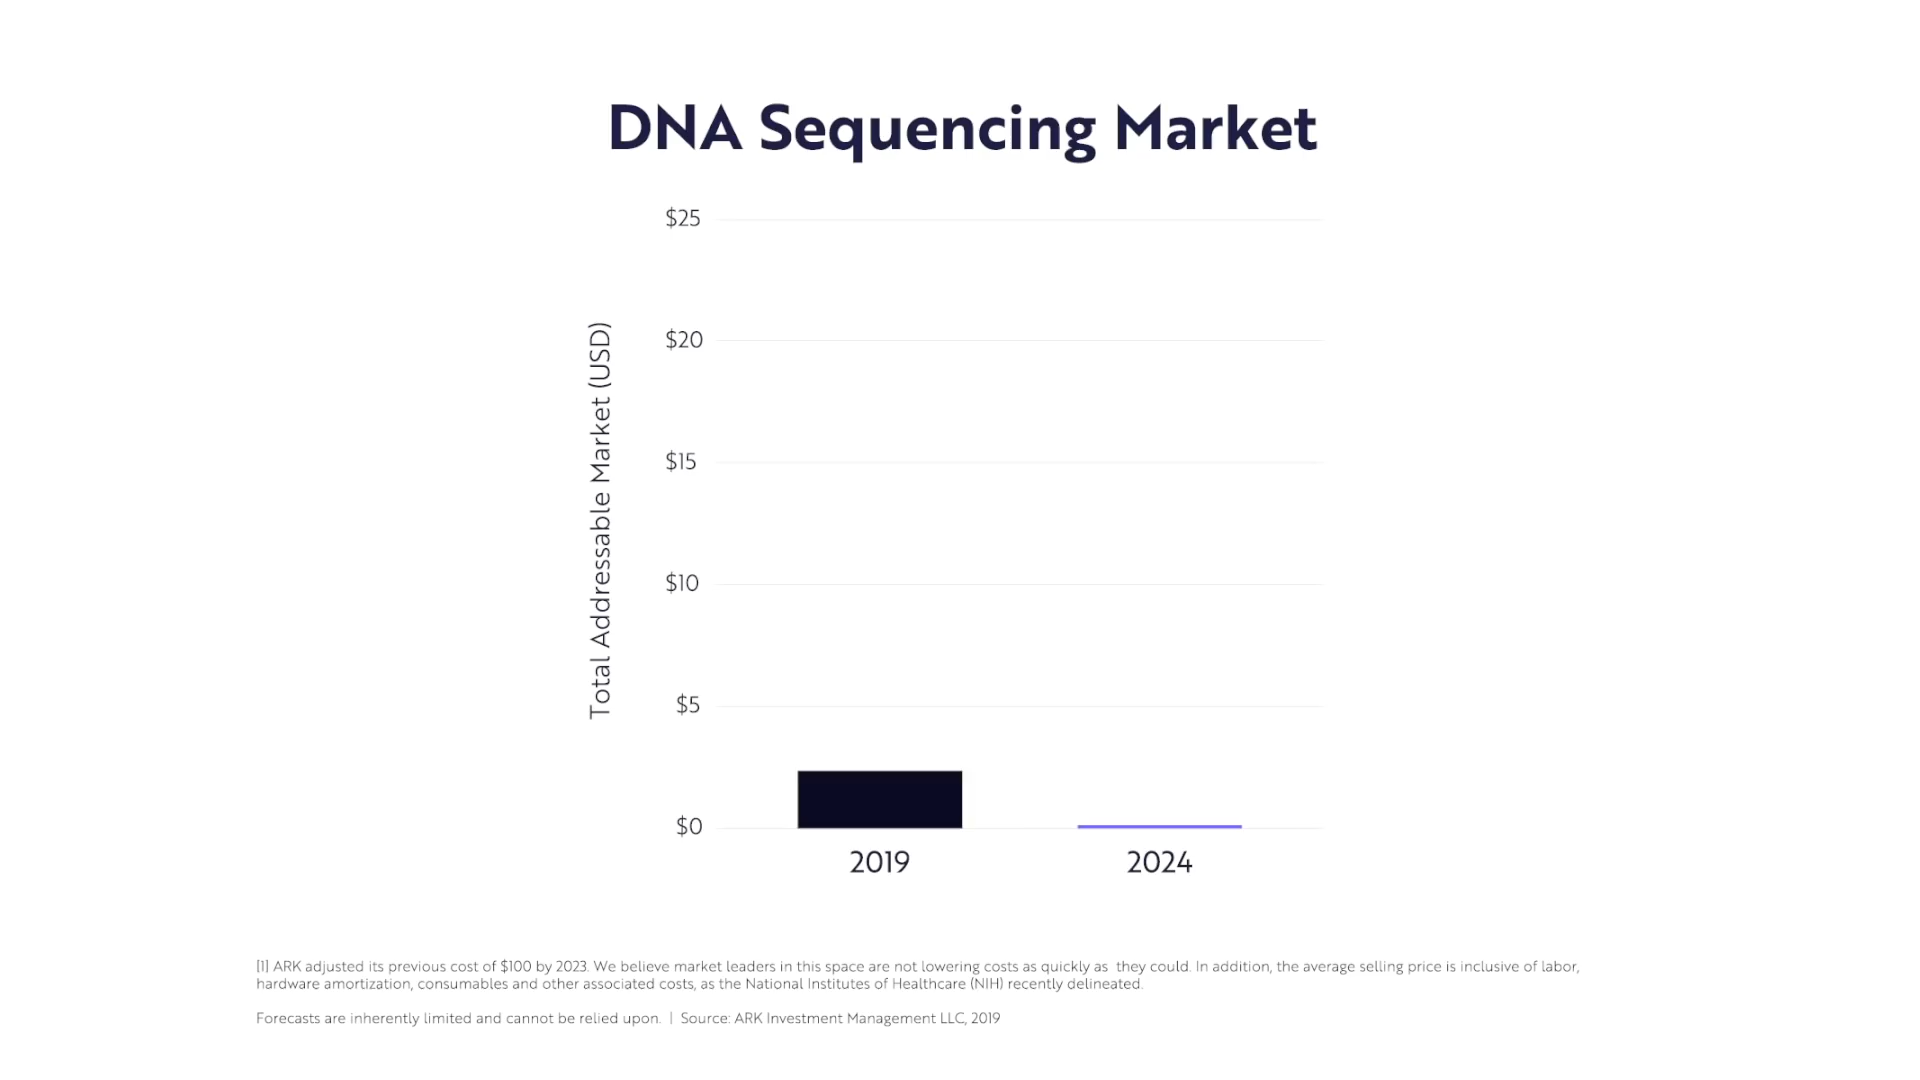 DNA Sequencing Market
Total Addressable Market (USD)
$25
$20
$15
$10
$5
$0
2019
2024
[1] ARK adjusted its previous cost of $100 by 2023. We believe market leaders in this space are not lowering costs as quickly as they could. In addition, the average selling price is inclusive of labor,
hardware amortization, consumables and other associated costs, as the National Institutes of Healthcare (NIH) recently delineated.
Forecasts are inherently limited and cannot be relied upon. | Source: ARK Investment Management LLC, 2019